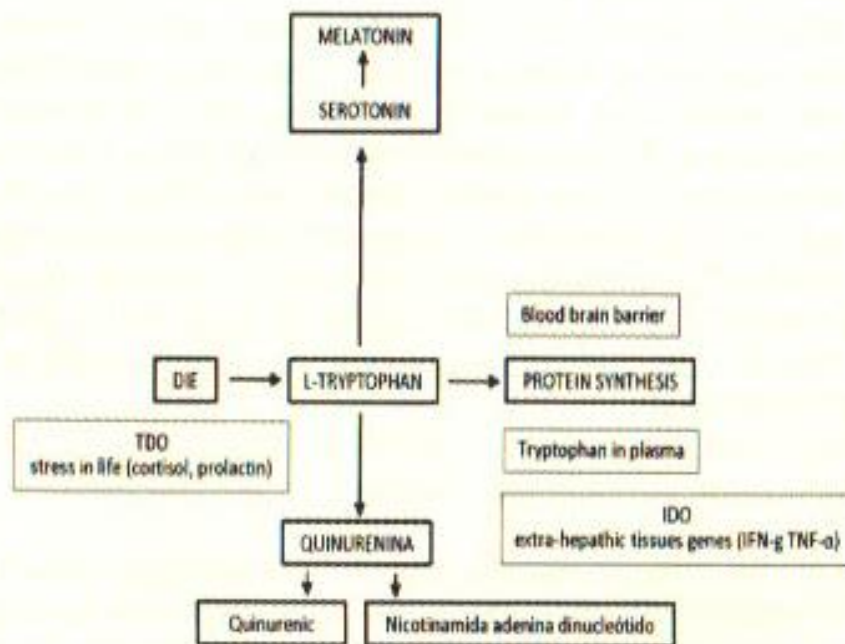 MELATONIN
SEROTONIN
Blood brain barrier
DIE
L-TRYPTOPHAN
PROTEIN SYNTHESIS
TDO
stress in life (cortisol, prolactin)
Tryptophan in plasma
IDO
extra-hepathic tissues genes (IFN-g TNF-α)
QUINURENINA
Quinurenic
Nicotinamida adenina dinucleótido